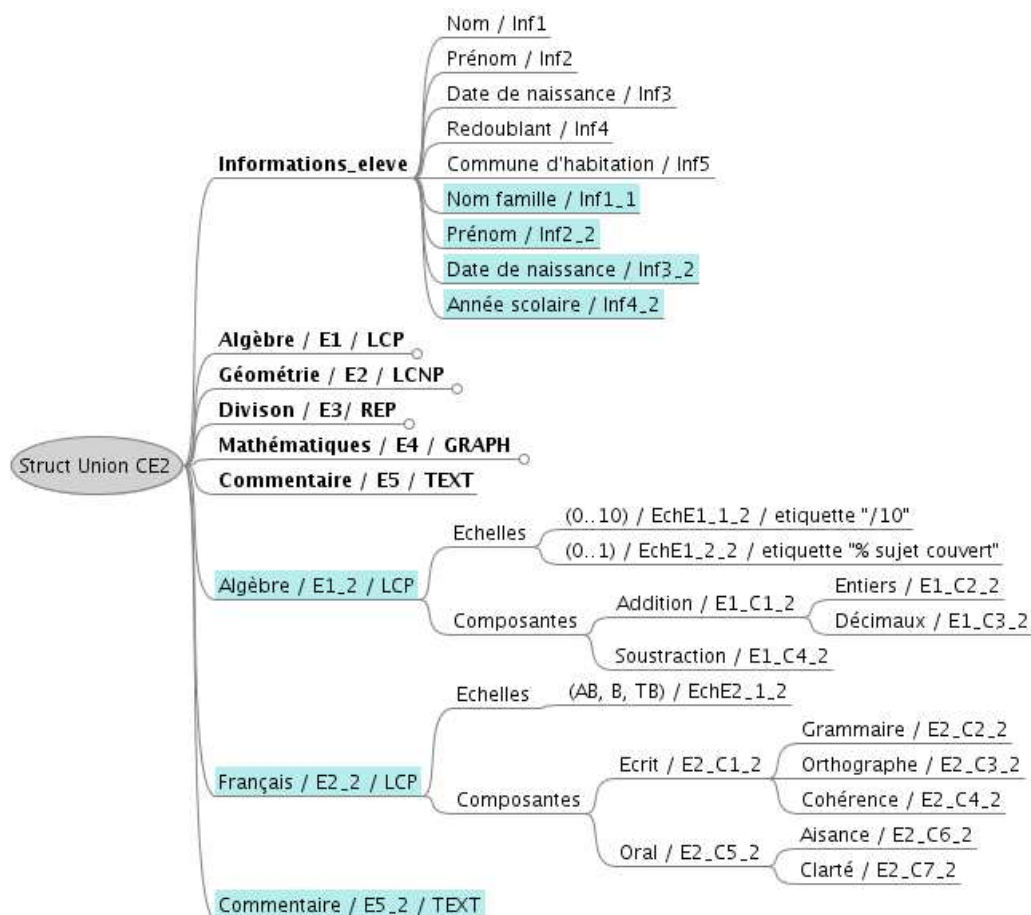 Nom / Inf1
Prénom / Inf2
Date de naissance / Inf3
Redoublant / Inf4
Informations_eleve
Commune d'habitation / Inf5
Nom famille / Inf1_1
Prénom / Inf2_2
Date de naissance / Inf3_2
Année scolaire / Inf4_2
Algèbre / E1 / LCP
Géométrie / E2 / LCNP
Divison / E3/ REP
Mathématiques / E4 / GRAPH
Struct Union CE2
Commentaire / E5 / TEXT
Echelles
(0..10) / EchE1_1_2 / etiquette "/10"
(0..1) / EchE1_2_2 / etiquette "% sujet couvert"
Algèbre / E1_2 / LCP
Composantes
Addition / E1_C1_2
Entiers / E1_C2_2
Décimaux / E1_C3_2
Soustraction / E1_C4_2
Echelles
(AB, B, TB) / EchE2_1_2
Français / E2_2 / LCP
Composantes
Ecrit / E2_C1_2
Grammaire / E2_C2_2
Orthographe / E2_C3_2
Cohérence / E2_C4_2
Oral / E2_C5_2
Aisance / E2_C6_2
Clarté / E2_C7_2
Commentaire / E5_2 / TEXT